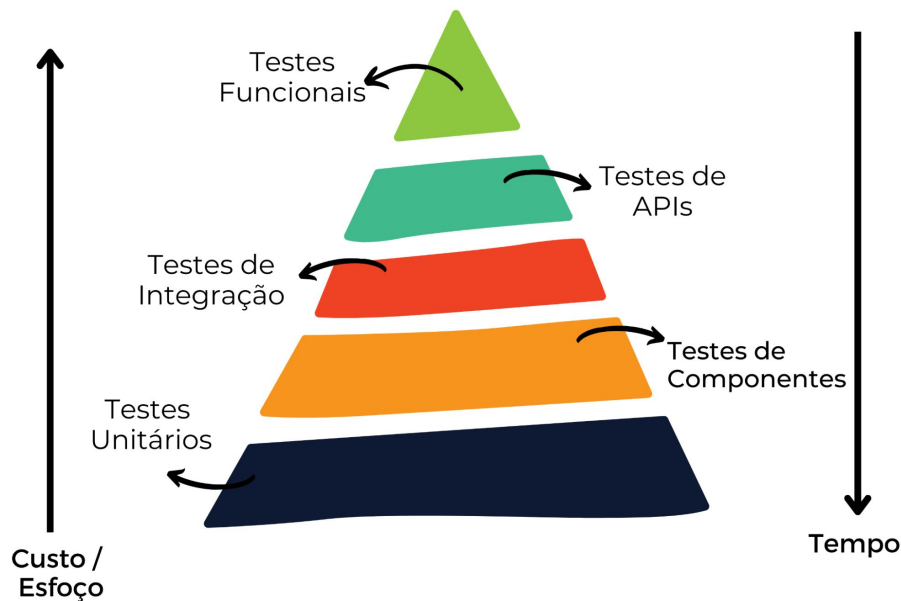 Testes
Funcionais
Testes de
APIs
Testes de
Integração
Testes de
Componentes
Testes
Unitários
Custo /
Esfoço
Tempo